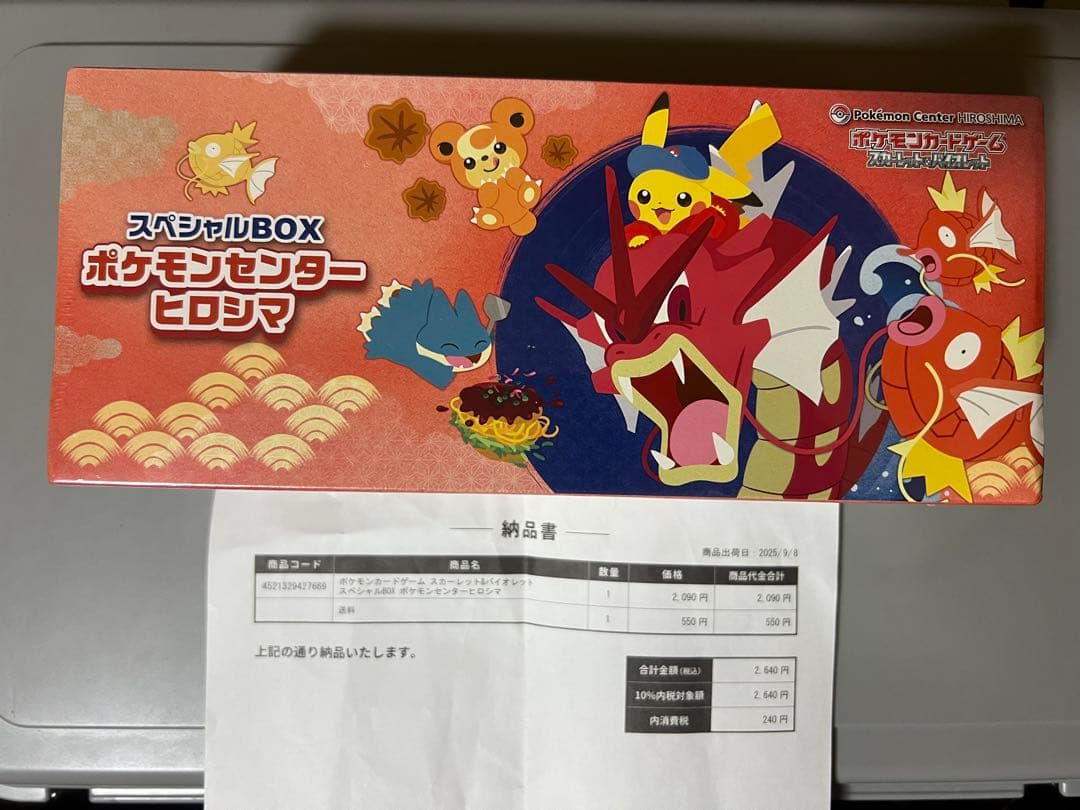 Pokémon Center HIROSHIMA
ポケモンカードゲーム
スカーレット&バイオレット
スペシャルBOX
ポケモンセンター
ヒロシマ
納品書
商品出荷日：2025/9/8
商品コード 商品名 数量 価格 商品代金合計
4521329427669 ポケモンカードゲーム スカーレット&バイオレット
スペシャルBOX ポケモンセンターヒロシマ 1 2,090 円 2,090 円
送料 1 550 円 550 円
上記の通り納品いたします。
合計金額(税込) 2,640 円
10%内税対象額 2,640 円
内消費税 240 円